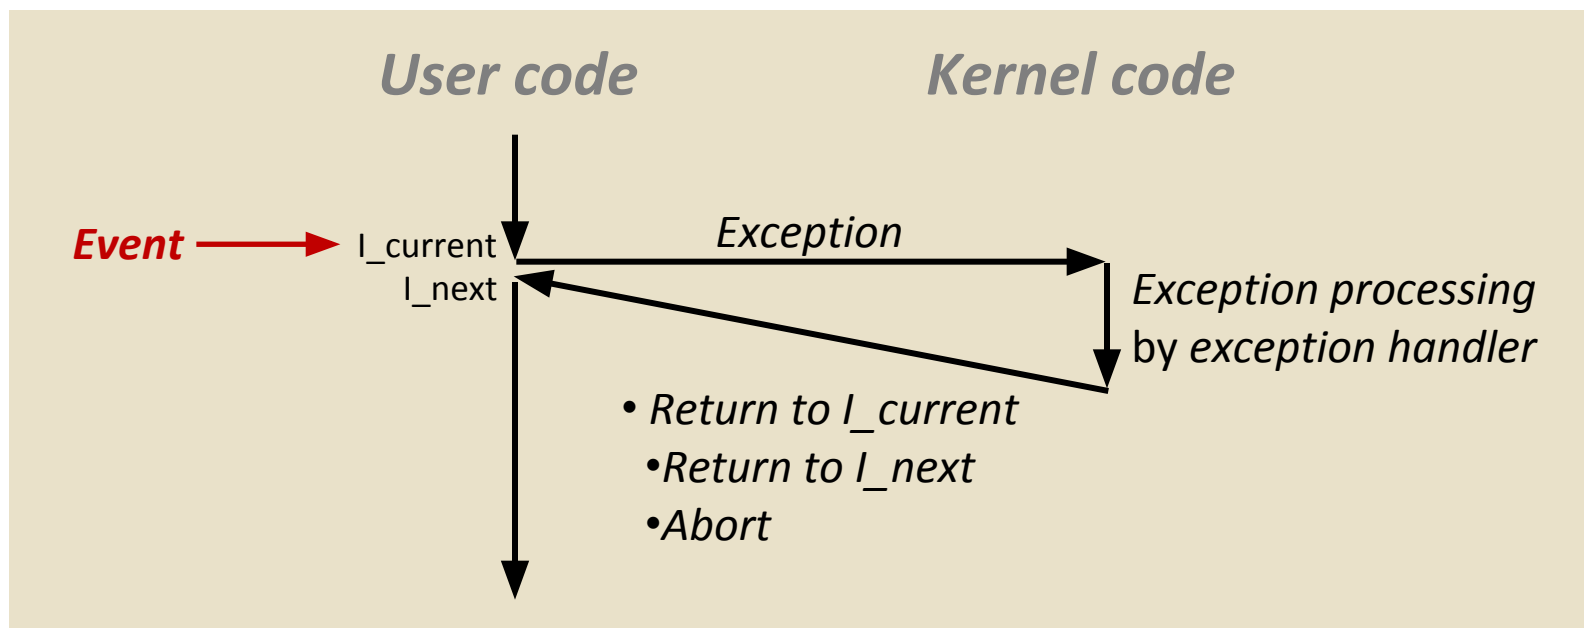 User code
Kernel code
Event
I_current
Exception
I_next
Exception processing
by exception handler
• Return to I_current
•Return to I_next
•Abort